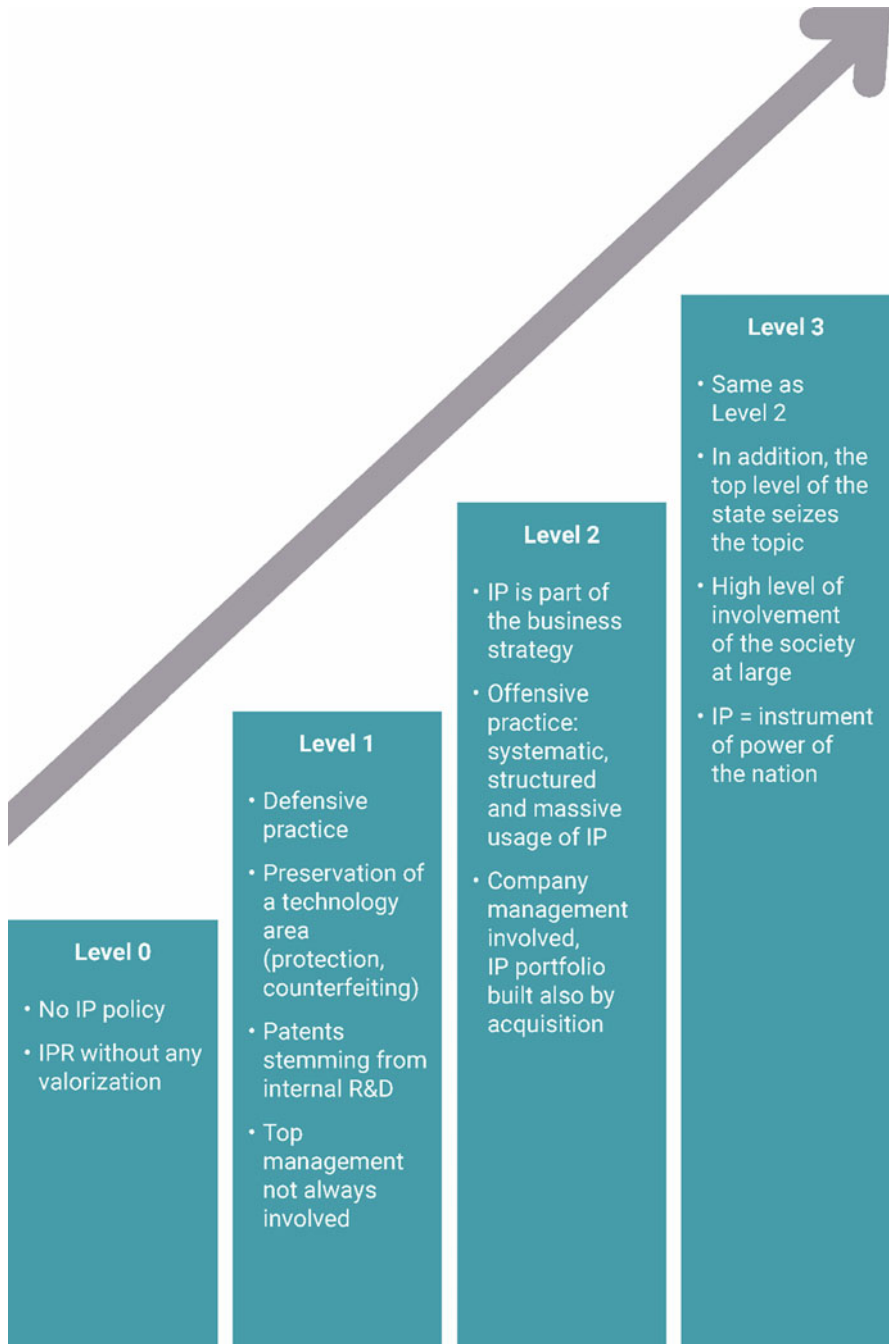 Level 0
• No IP policy
• IPR without any
valorization
Level 1
• Defensive
practice
• Preservation of
a technology
area
(protection,
counterfeiting)
• Patents
stemming from
internal R&D
• Top
management
not always
involved
Level 2
• IP is part of
the business
strategy
• Offensive
practice:
systematic,
structured
and massive
usage of IP
• Company
management
involved,
IP portfolio
built also by
acquisition
Level 3
• Same as
Level 2
• In addition, the
top level of the
state seizes
the topic
• High level of
involvement
of the society
at large
• IP = instrument
of power of
the nation